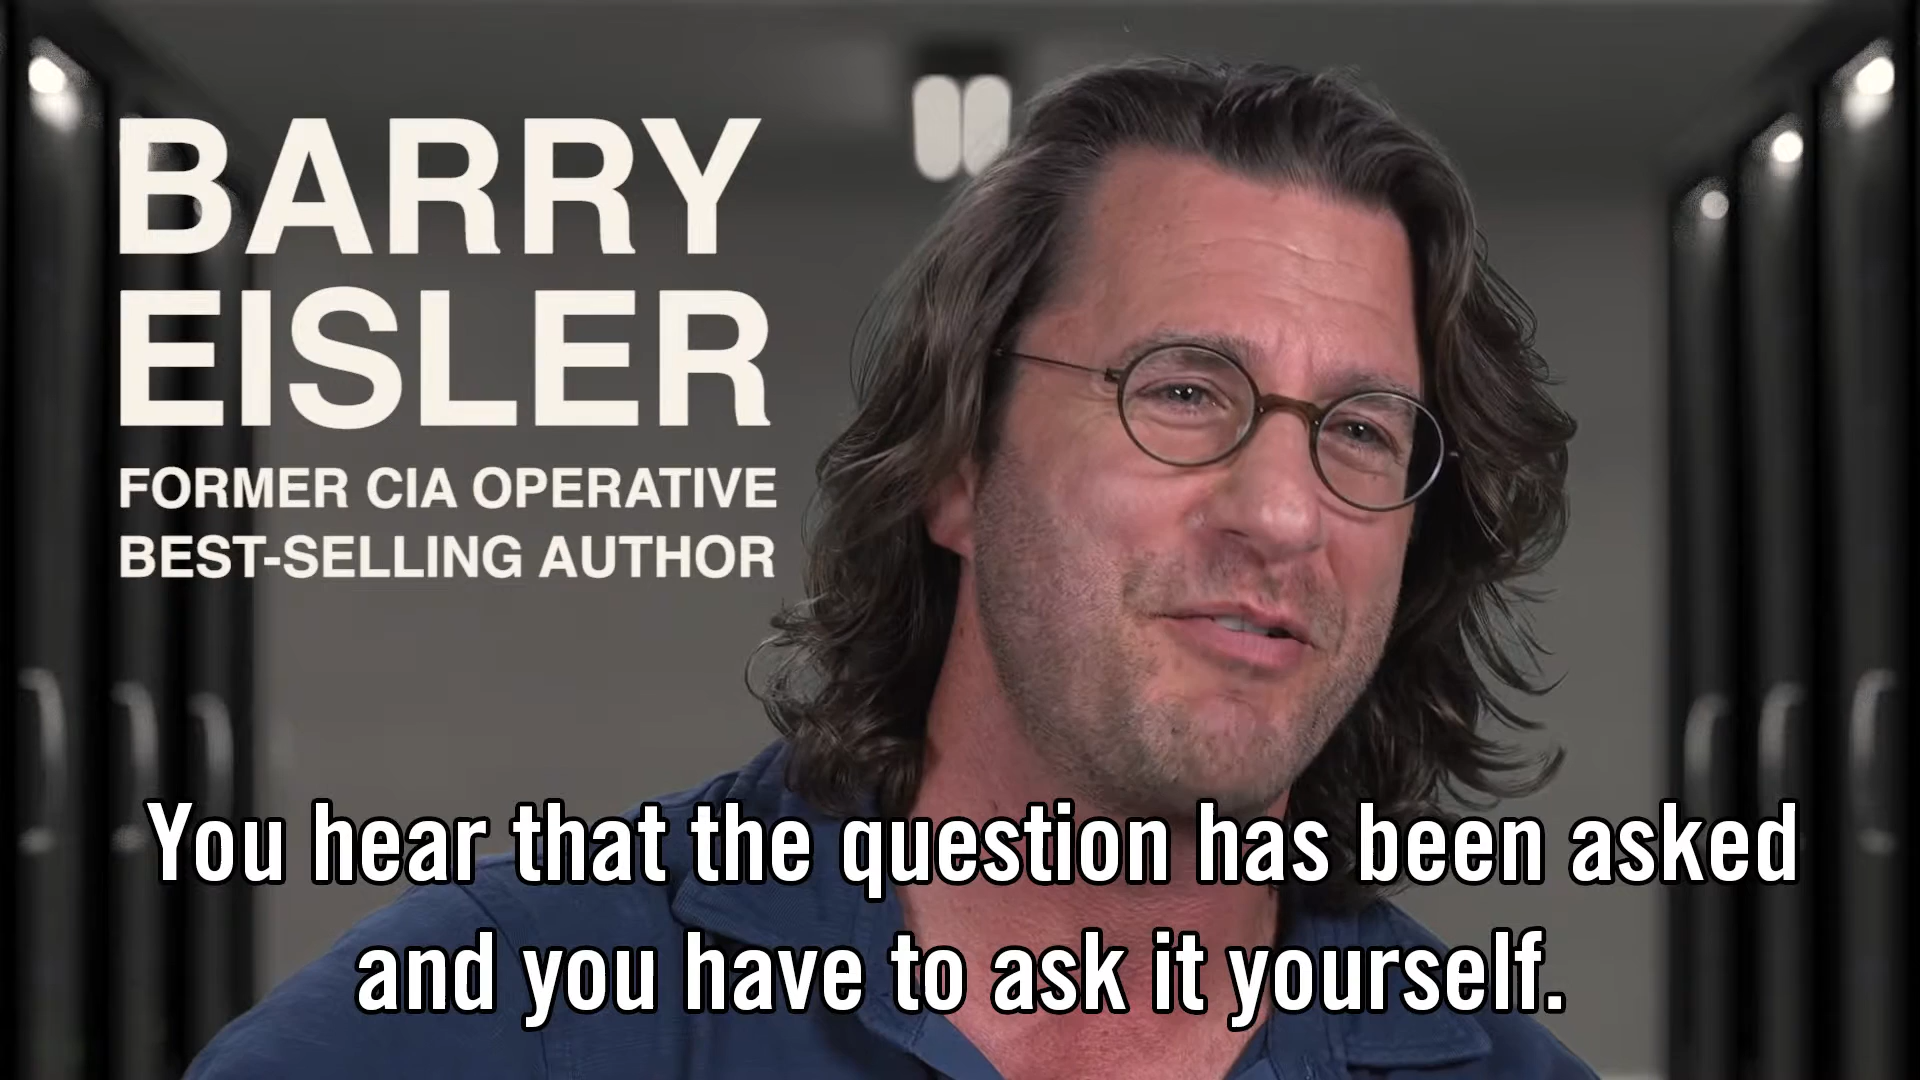 BARRY
EISLER
FORMER CIA OPERATIVE
BEST-SELLING AUTHOR
You hear that the question has been asked
and you have to ask it yourself.